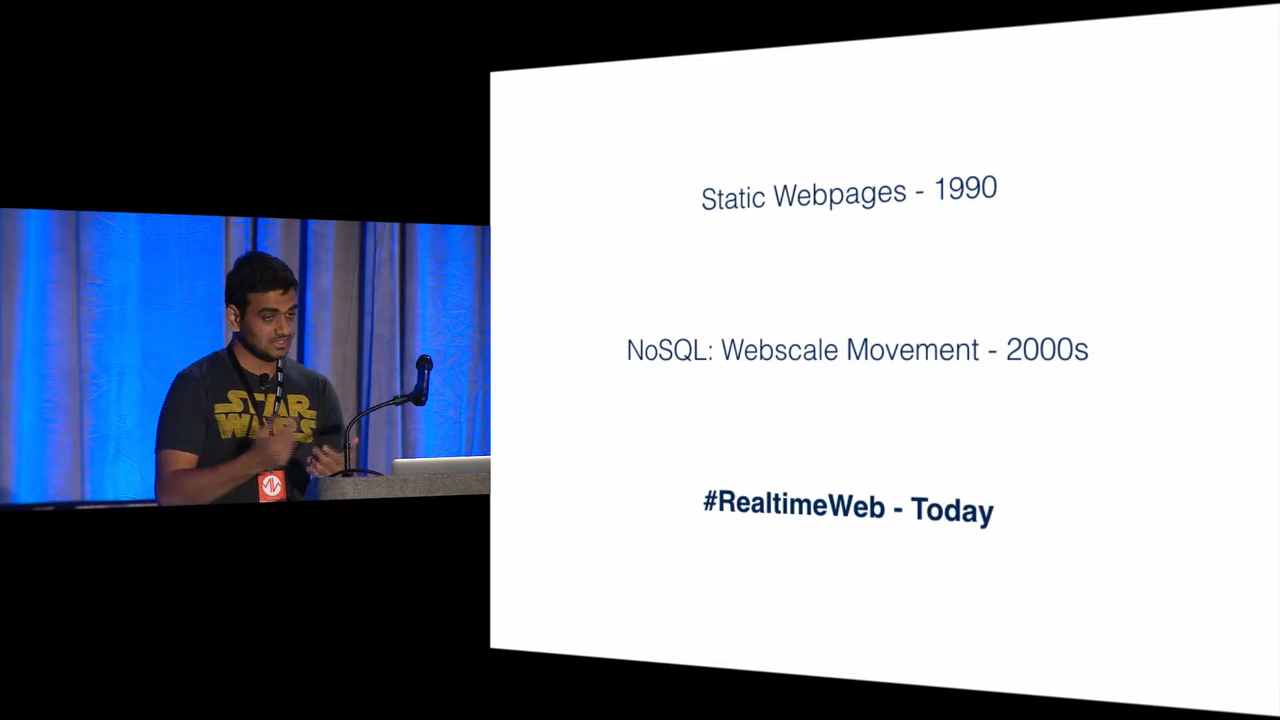 Static Webpages - 1990
NoSQL: Webscale Movement - 2000s
#RealtimeWeb - Today
STAR
WARS